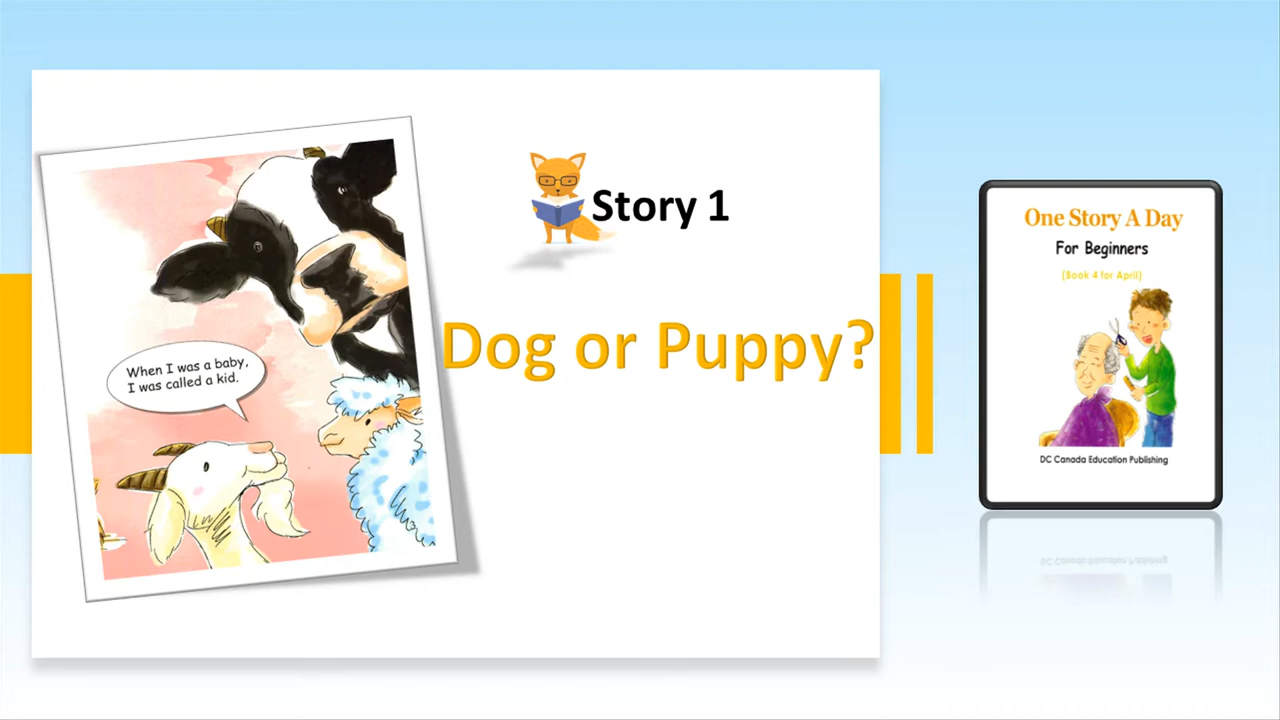 When I was a baby,
I was called a kid.
Story 1
Dog or Puppy?
One Story A Day
For Beginners
[Book 4 for April]
DC Canada Education Publishing